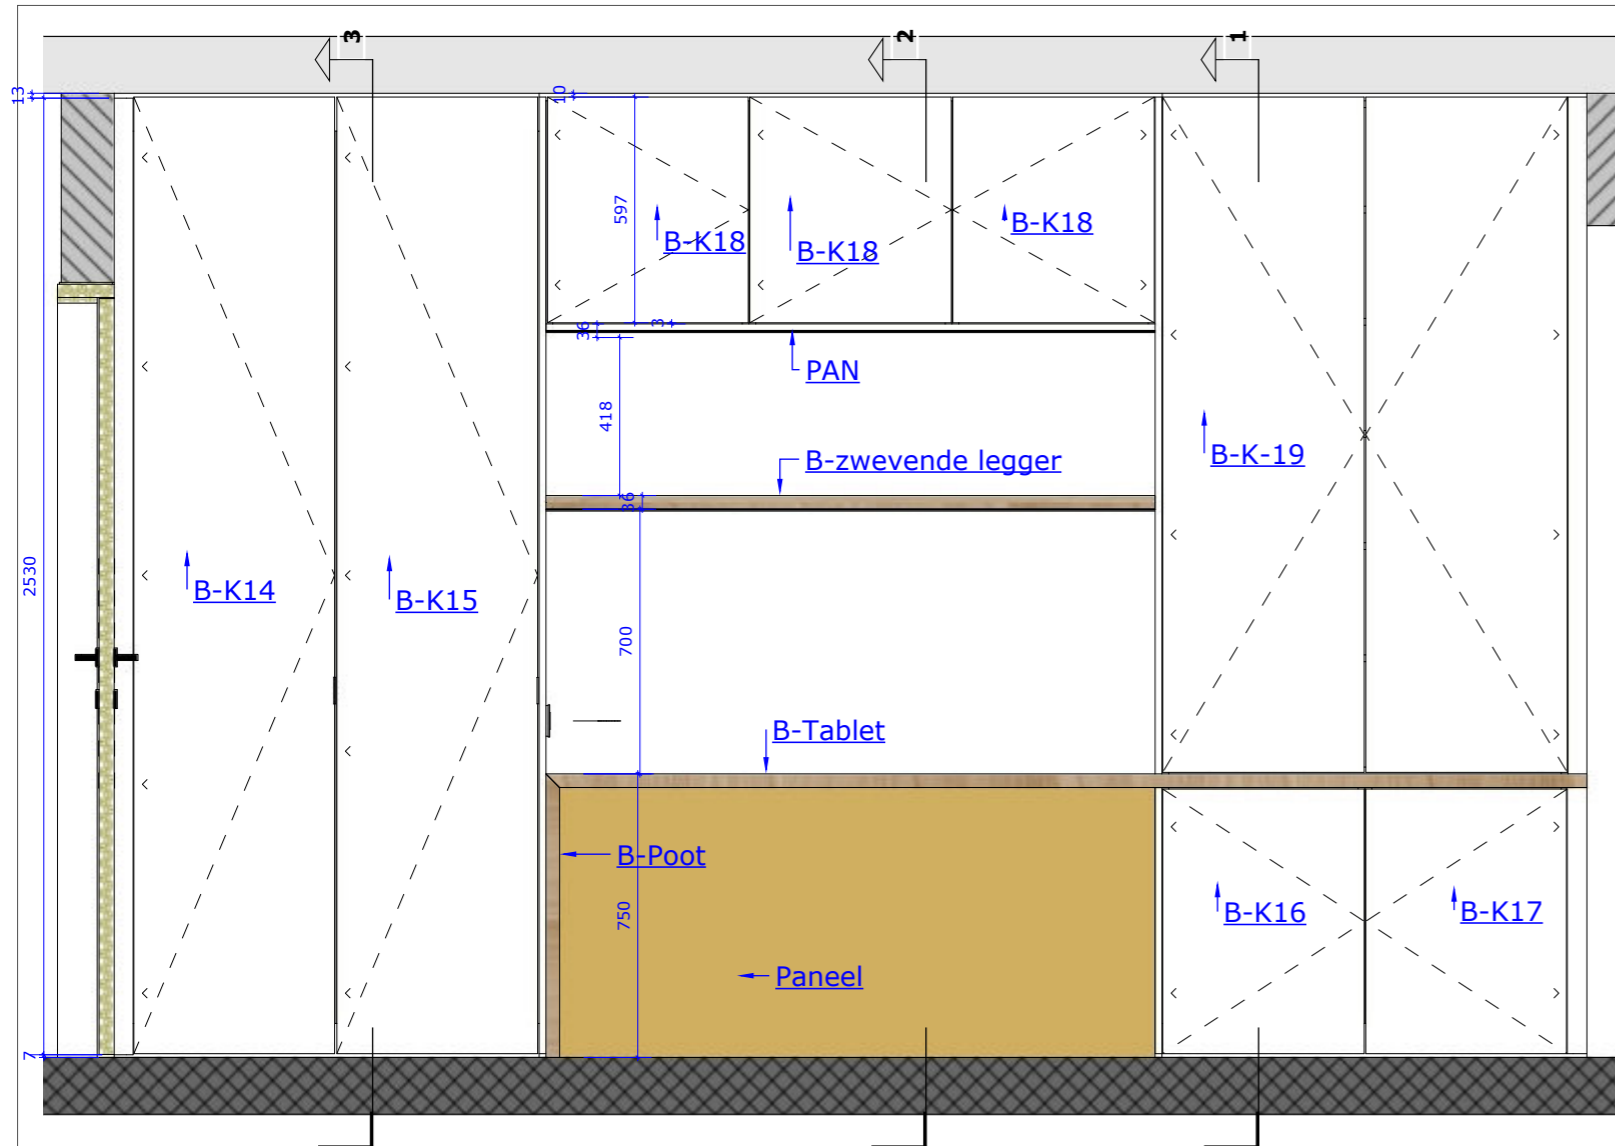 3
2
1
13
10
597
B-K18
B-K18
B-K18
36
3
PAN
418
B-K-19
B-zwevende legger
36
2530
B-K14
B-K15
700
B-Tablet
B-Poot
750
B-K16
B-K17
Paneel
7